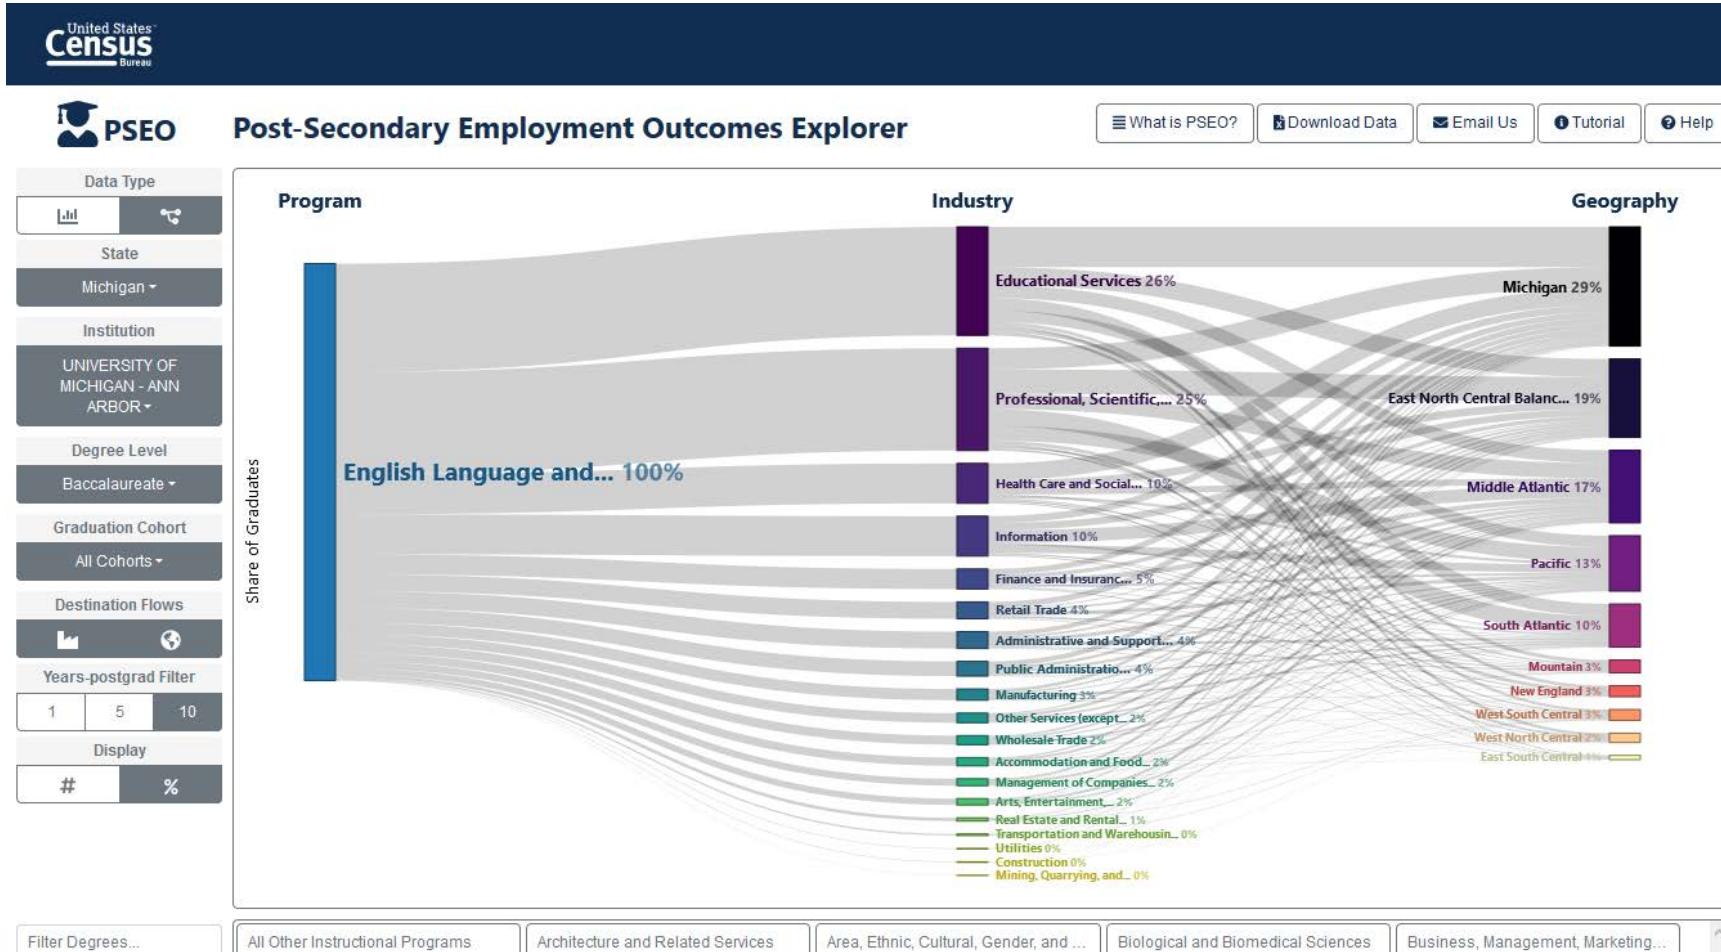 United States™
Census
Bureau
PSEO
Post-Secondary Employment Outcomes Explorer
What is PSEO?
Download Data
Email Us
Tutorial
Help
Data Type
State
Michigan
Institution
UNIVERSITY OF
MICHIGAN - ANN
ARBOR
Degree Level
Baccalaureate
Graduation Cohort
All Cohorts
Destination Flows
Years-postgrad Filter
1 5 10
Display
# %
Filter Degrees...
Program
Industry
Geography
Share of Graduates
English Language and... 100%
Educational Services 26%
Professional, Scientific,... 25%
Health Care and Social... 10%
Information 10%
Finance and Insuranc... 5%
Retail Trade 4%
Administrative and Support... 4%
Public Administratio... 4%
Manufacturing 3%
Other Services (except... 2%
Wholesale Trade 2%
Accommodation and Food... 2%
Management of Companies... 2%
Arts, Entertainment,... 2%
Real Estate and Rental... 1%
Transportation and Warehousin... 0%
Utilities 0%
Construction 0%
Mining, Quarrying, and... 0%
Michigan 29%
East North Central Balanc... 19%
Middle Atlantic 17%
Pacific 13%
South Atlantic 10%
Mountain 3%
New England 3%
West South Central 3%
West North Central 2%
East South Central 1%
All Other Instructional Programs
Architecture and Related Services
Area, Ethnic, Cultural, Gender, and ...
Biological and Biomedical Sciences
Business, Management, Marketing...